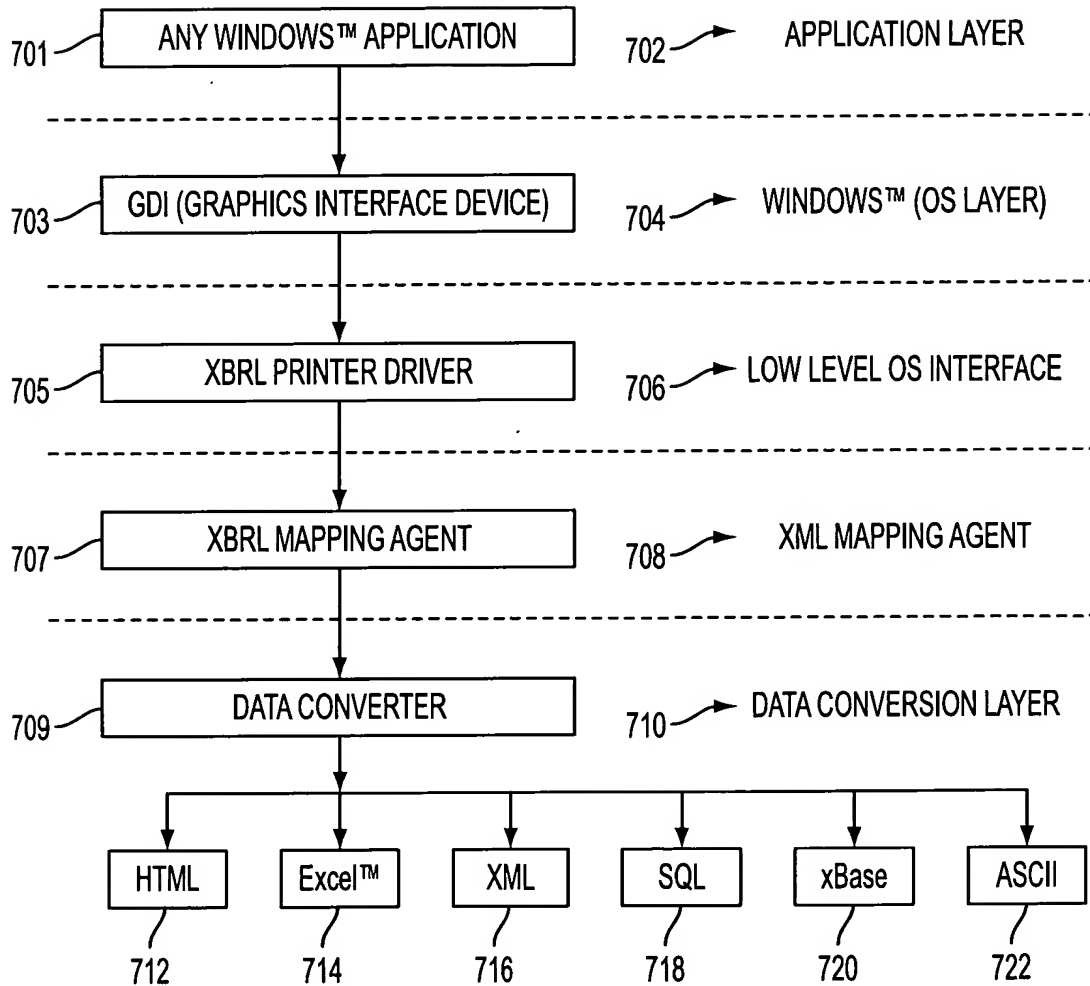 ANY WINDOWS™ APPLICATION
701
702
APPLICATION LAYER
GDI (GRAPHICS INTERFACE DEVICE)
703
704
WINDOWS™ (OS LAYER)
XBRL PRINTER DRIVER
705
706
LOW LEVEL OS INTERFACE
XBRL MAPPING AGENT
707
708
XML MAPPING AGENT
DATA CONVERTER
709
710
DATA CONVERSION LAYER
HTML
Excel™
XML
SQL
xBase
ASCII
712
714
716
718
720
722